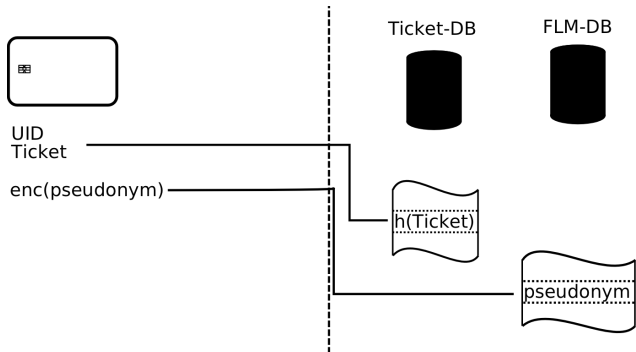 Ticket-DB
FLM-DB
UID
Ticket
enc(pseudonym)
h(Ticket)
pseudonym